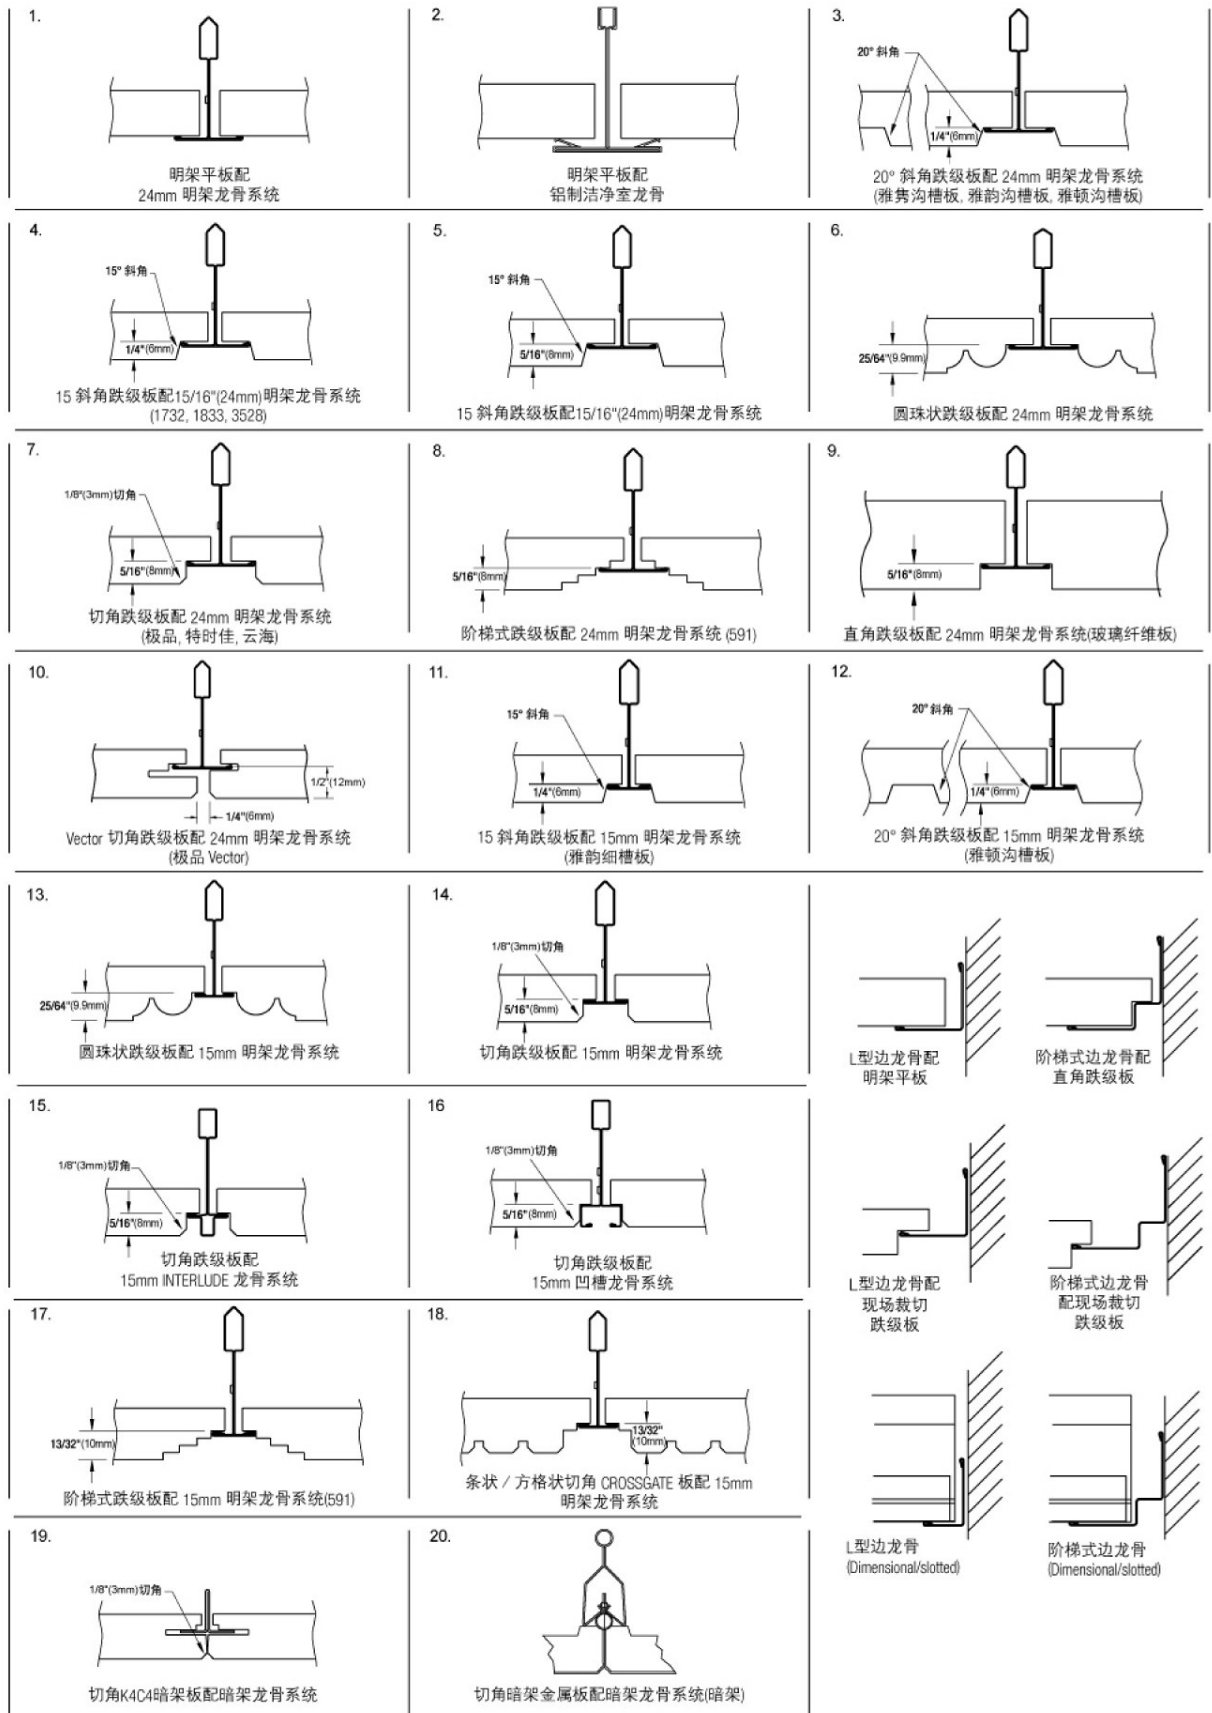 1.
明架平板配
24mm 明架龙骨系统
2.
明架平板配
铝制洁净室龙骨
3.
20° 斜角
1/4"(6mm)
20° 斜角跌级板配 24mm 明架龙骨系统
(雅隽沟槽板, 雅韵沟槽板, 雅顿沟槽板)
4.
15° 斜角
1/4"(6mm)
15 斜角跌级板配15/16"(24mm)明架龙骨系统
(1732, 1833, 3528)
5.
15° 斜角
5/16"(8mm)
15 斜角跌级板配15/16"(24mm)明架龙骨系统
6.
25/64"(9.9mm)
圆珠状跌级板配 24mm 明架龙骨系统
7.
1/8"(3mm)切角
5/16"(8mm)
切角跌级板配 24mm 明架龙骨系统
(极品, 特时佳, 云海)
8.
5/16"(8mm)
阶梯式跌级板配 24mm 明架龙骨系统 (591)
9.
5/16"(8mm)
直角跌级板配 24mm 明架龙骨系统(玻璃纤维板)
10.
1/2"(12mm)
1/4"(6mm)
Vector 切角跌级板配 24mm 明架龙骨系统
(极品 Vector)
11.
15° 斜角
1/4"(6mm)
15 斜角跌级板配 15mm 明架龙骨系统
(雅韵细槽板)
12.
20° 斜角
1/4"(6mm)
20° 斜角跌级板配 15mm 明架龙骨系统
(雅顿沟槽板)
13.
25/64"(9.9mm)
圆珠状跌级板配 15mm 明架龙骨系统
14.
1/8"(3mm)切角
5/16"(8mm)
切角跌级板配 15mm 明架龙骨系统
L型边龙骨配
明架平板
阶梯式边龙骨配
直角跌级板
15.
1/8"(3mm)切角
5/16"(8mm)
切角跌级板配
15mm INTERLUDE 龙骨系统
16
1/8"(3mm)切角
5/16"(8mm)
切角跌级板配
15mm 凹槽龙骨系统
L型边龙骨配
现场裁切
跌级板
阶梯式边龙骨
配现场裁切
跌级板
17.
13/32"(10mm)
阶梯式跌级板配 15mm 明架龙骨系统(591)
18.
13/32"
(10mm)
条状 / 方格状切角 CROSSGATE 板配 15mm
明架龙骨系统
L型边龙骨
(Dimensional/slotted)
阶梯式边龙骨
(Dimensional/slotted)
19.
1/8"(3mm)切角
切角K4C4暗架板配暗架龙骨系统
20.
切角暗架金属板配暗架龙骨系统(暗架)